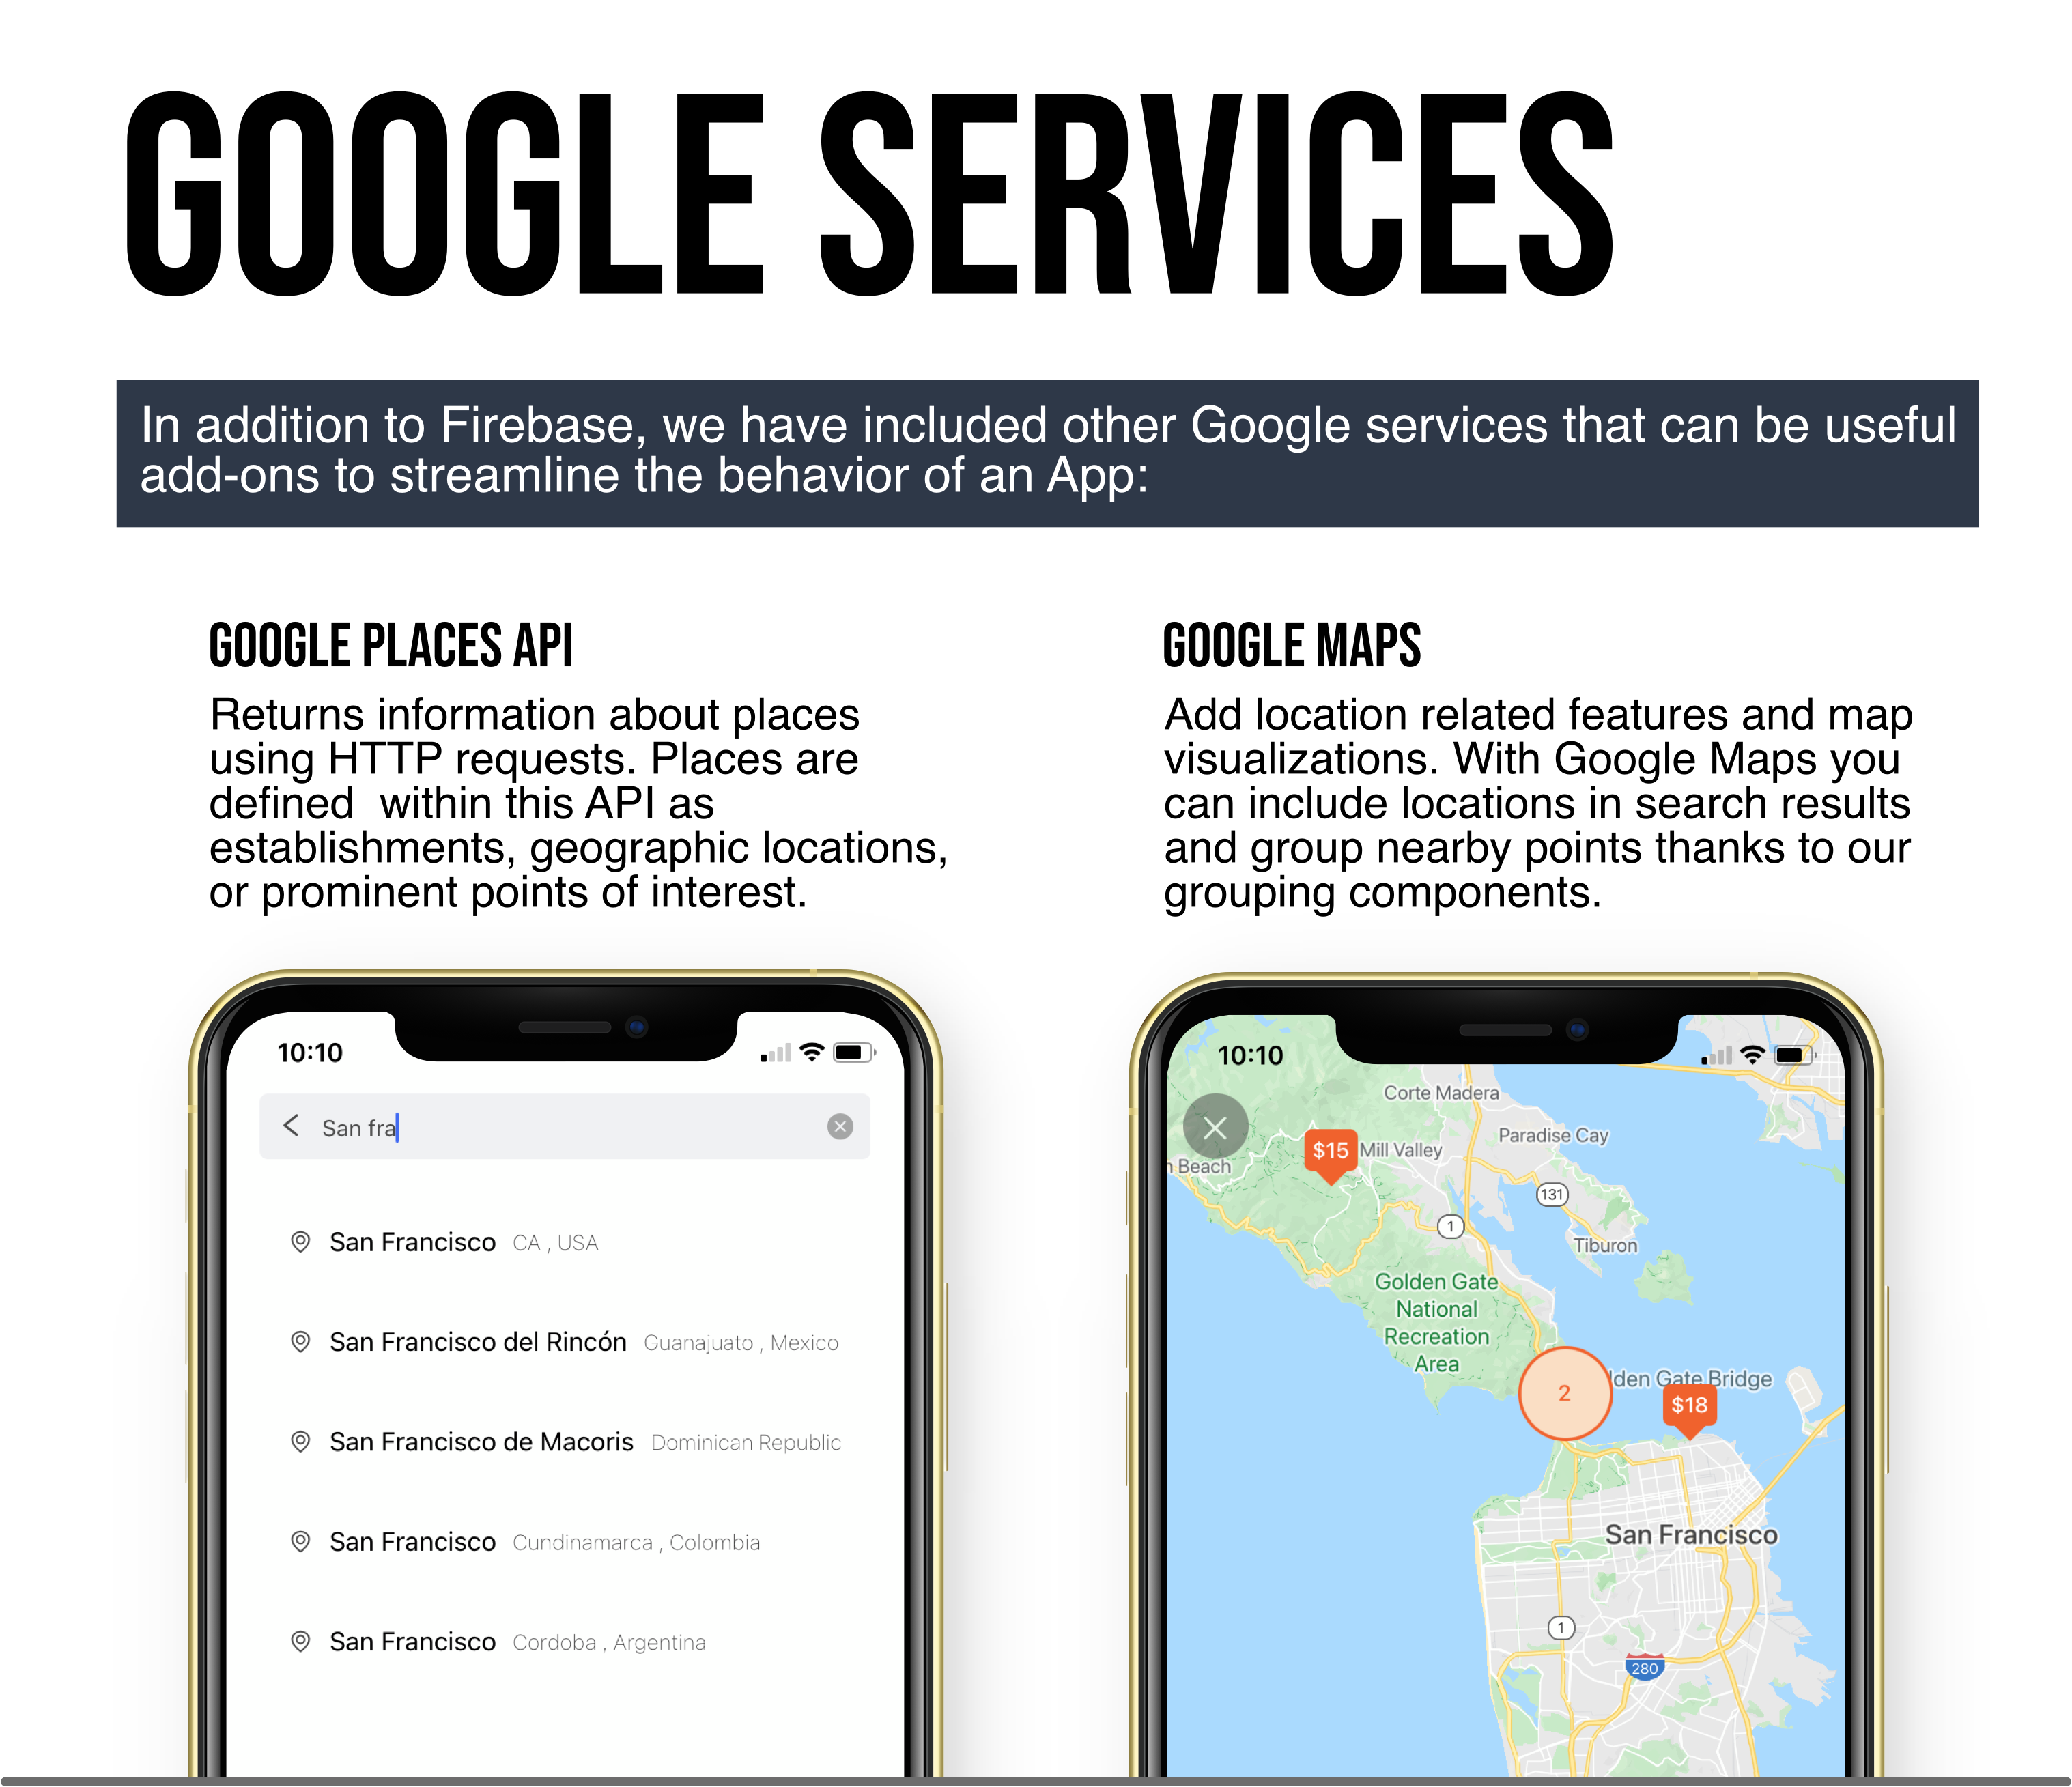 GOOGLE SERVICES
In addition to Firebase, we have included other Google services that can be useful
add-ons to streamline the behavior of an App:
GOOGLE PLACES API
Returns information about places
using HTTP requests. Places are
defined  within this API as
establishments, geographic locations,
or prominent points of interest.
GOOGLE MAPS
Add location related features and map
visualizations. With Google Maps you
can include locations in search results
and group nearby points thanks to our
grouping components.
10:10
San fra
San Francisco CA , USA
San Francisco del Rincón Guanajuato , Mexico
San Francisco de Macoris Dominican Republic
San Francisco Cundinamarca , Colombia
San Francisco Cordoba , Argentina
10:10
Corte Madera
Paradise Cay
$15 Mill Valley
n Beach
131
1
Tiburon
Golden Gate
National
Recreation
Area
lden Gate Bridge
2
$18
San Francisco
1
280